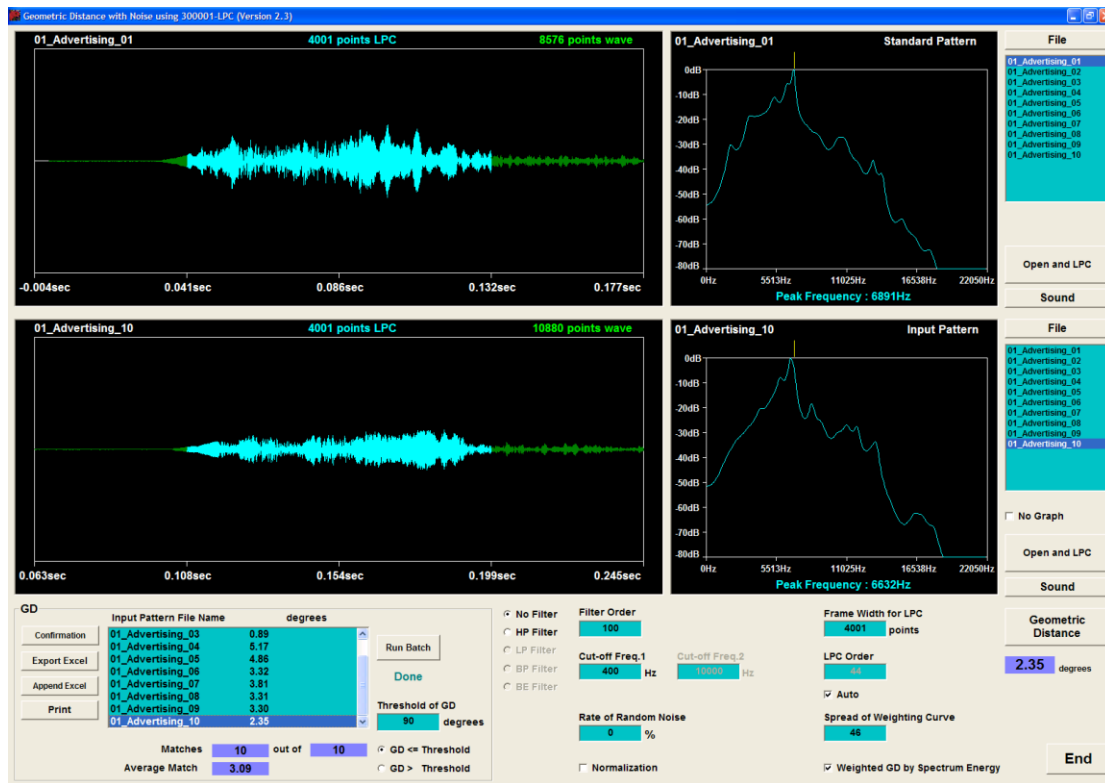 Geometric Distance with Noise using 300001-LPC (Version 2.3)
01_Advertising_01 4001 points LPC 8576 points wave
-0.004sec 0.041sec 0.086sec 0.132sec 0.177sec
01_Advertising_01 Standard Pattern
0dB
-10dB
-20dB
-30dB
-40dB
-50dB
-60dB
-70dB
-80dB
0Hz 5513Hz 11025Hz 16538Hz 22050Hz
Peak Frequency : 6891Hz
File
01_Advertising_01
01_Advertising_02
01_Advertising_03
01_Advertising_04
01_Advertising_05
01_Advertising_06
01_Advertising_07
01_Advertising_08
01_Advertising_09
01_Advertising_10
Open and LPC
Sound
01_Advertising_10 4001 points LPC 10880 points wave
0.063sec 0.108sec 0.154sec 0.199sec 0.245sec
01_Advertising_10 Input Pattern
0dB
-10dB
-20dB
-30dB
-40dB
-50dB
-60dB
-70dB
-80dB
0Hz 5513Hz 11025Hz 16538Hz 22050Hz
Peak Frequency : 6632Hz
File
01_Advertising_01
01_Advertising_02
01_Advertising_03
01_Advertising_04
01_Advertising_05
01_Advertising_06
01_Advertising_07
01_Advertising_08
01_Advertising_09
01_Advertising_10
No Graph
Open and LPC
Sound
Geometric Distance
2.35 degrees
End
GD
Confirmation
Export Excel
Append Excel
Print
Input Pattern File Name degrees
01_Advertising_03 0.89
01_Advertising_04 5.17
01_Advertising_05 4.86
01_Advertising_06 3.32
01_Advertising_07 3.81
01_Advertising_08 3.31
01_Advertising_09 3.30
01_Advertising_10 2.35
Run Batch
Done
Threshold of GD
90 degrees
Matches 10 out of 10
Average Match 3.09
GD <= Threshold
GD > Threshold
No Filter
HP Filter
LP Filter
BP Filter
BE Filter
Filter Order
100
Cut-off Freq.1 Cut-off Freq.2
400 Hz 10000 Hz
Rate of Random Noise
0 %
Normalization
Frame Width for LPC
4001 points
LPC Order
44
Auto
Spread of Weighting Curve
46
Weighted GD by Spectrum Energy